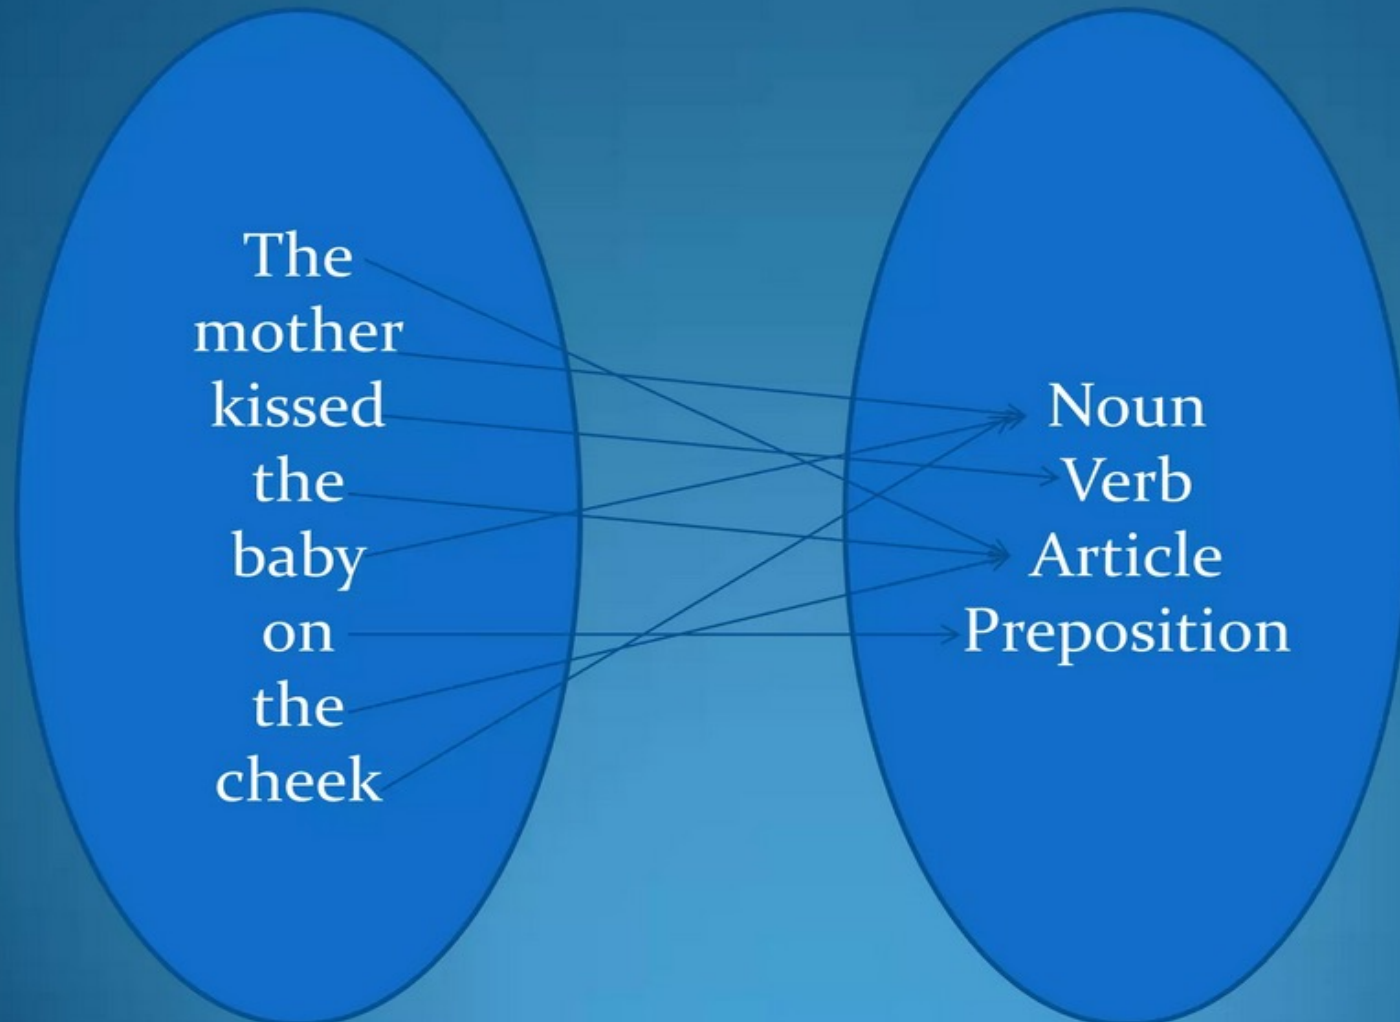 The
mother
kissed
the
baby
on
the
cheek
Noun
Verb
Article
Preposition